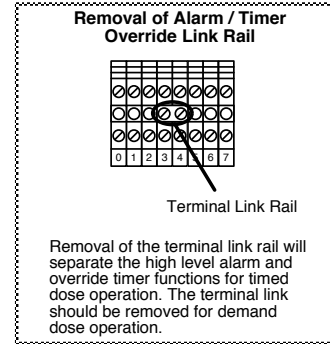 Removal of Alarm / Timer
Override Link Rail
0 1 2 3 4 5 6 7
Terminal Link Rail
Removal of the terminal link rail will
separate the high level alarm and
override timer functions for timed
dose operation. The terminal link
should be removed for demand
dose operation.